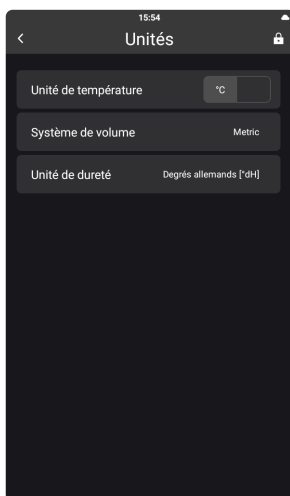 15:54
Unités
Unité de température °C
Système de volume Metric
Unité de dureté Degrés allemands [°dH]